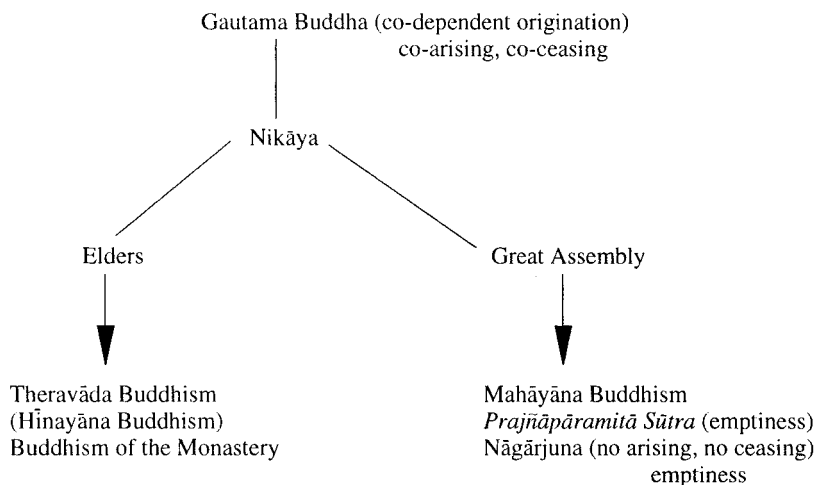 Gautama Buddha (co-dependent origination)
co-arising, co-ceasing
Nikāya
Elders
Great Assembly
Theravāda Buddhism
(Hīnayāna Buddhism)
Buddhism of the Monastery
Mahāyāna Buddhism
Prajñāpāramitā Sūtra (emptiness)
Nāgārjuna (no arising, no ceasing)
emptiness